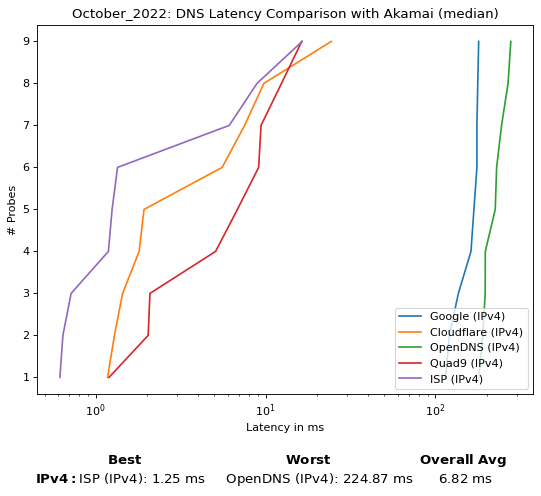 October_2022: DNS Latency Comparison with Akamai (median)
# Probes
9
8
7
6
5
4
3
2
1
Google (IPv4)
Cloudflare (IPv4)
OpenDNS (IPv4)
Quad9 (IPv4)
ISP (IPv4)
10⁰ 10¹ 10²
Latency in ms
Best Worst Overall Avg
IPv4: ISP (IPv4): 1.25 ms OpenDNS (IPv4): 224.87 ms 6.82 ms